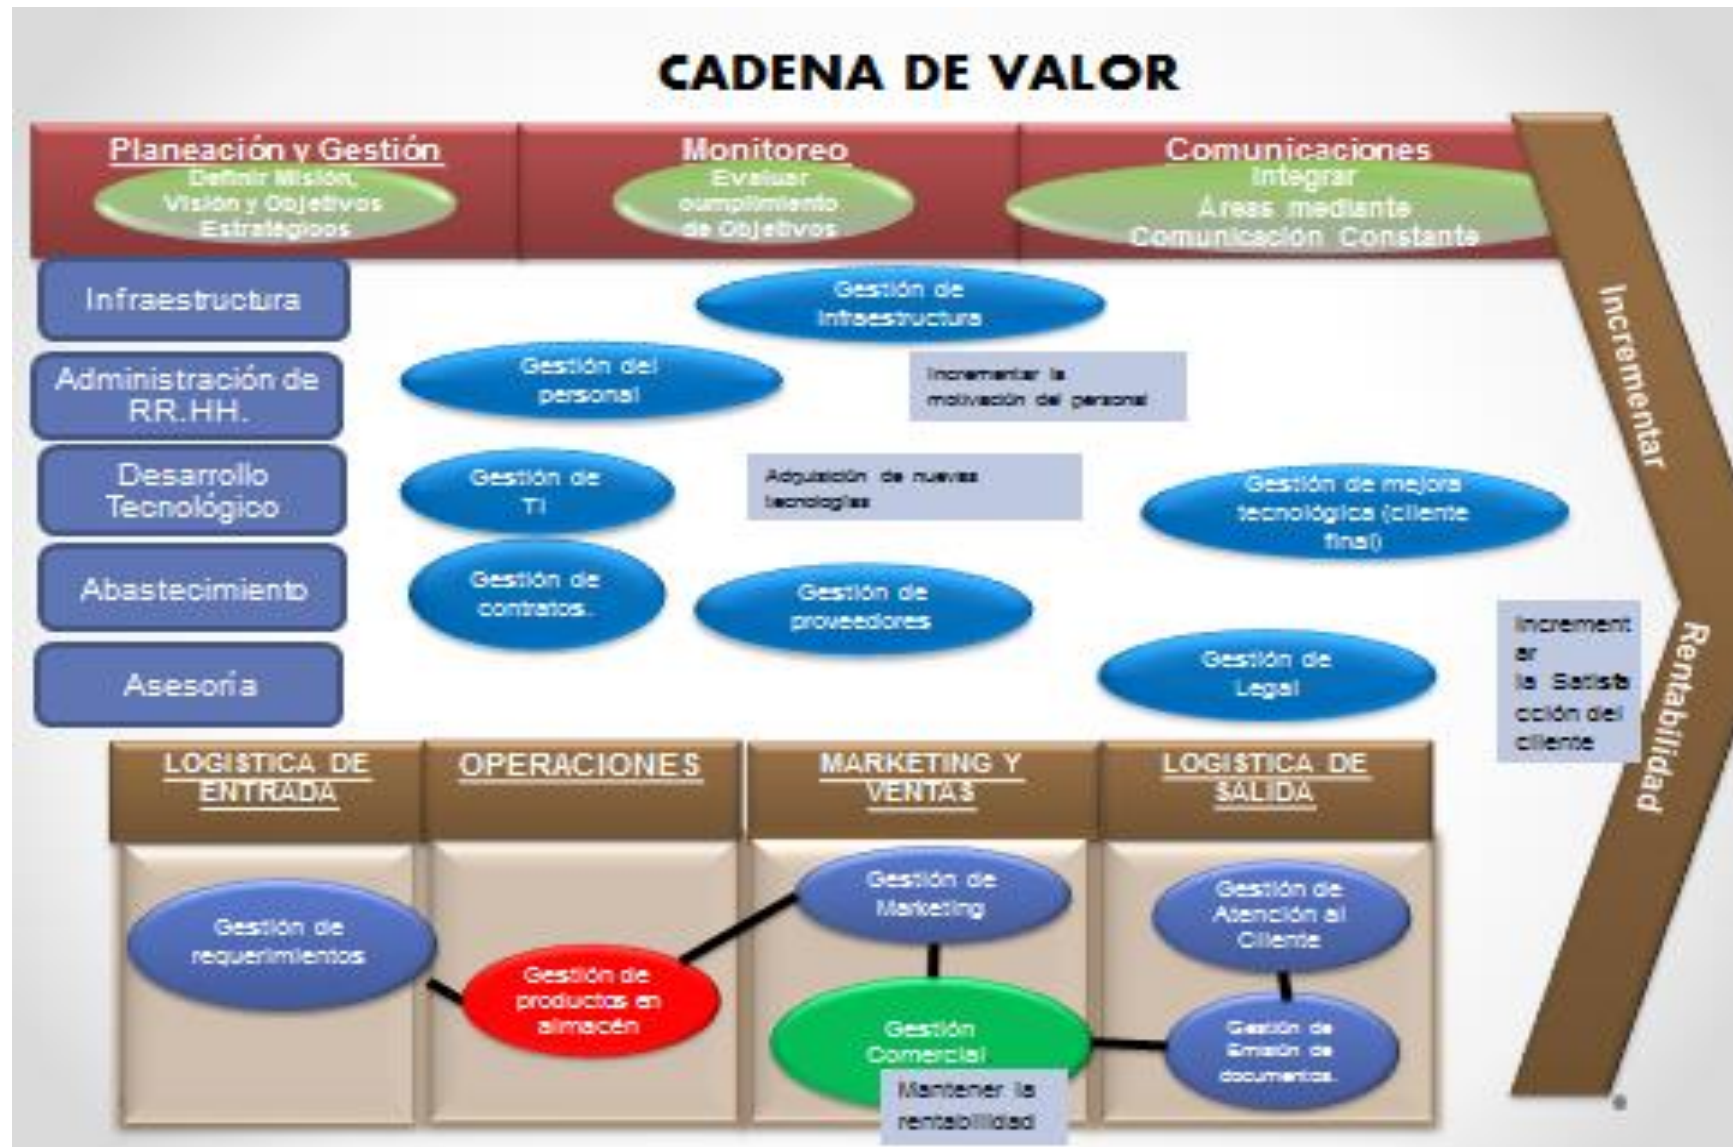 CADENA DE VALOR
Planeación y Gestión
Definir Misión,
Visión y Objetivos
Estratégicos
Monitoreo
Evaluar
cumplimiento
de Objetivos
Comunicaciones
Integrar
Areas mediante
Comunicación Constante
Infraestructura
Gestión de
Infraestructura
Administración de
RR.HH.
Gestión del
personal
Incrementar la
motivación del personal
Desarrollo
Tecnológico
Gestión de
TI
Adquisición de nuevas
tecnologías
Gestión de mejora
tecnológica (cliente
final)
Abastecimiento
Gestión de
contratos.
Gestión de
proveedores
Asesoría
Gestión de
Legal
Increment
ar
la Satisfa
cción del
cliente
Incrementar
Rentabilidad
LOGISTICA DE
ENTRADA
OPERACIONES
MARKETING Y
VENTAS
LOGISTICA DE
SALIDA
Gestión de
requerimientos
Gestión de
productos en
almacén
Gestión de
Marketing
Gestión
Comercial
Mantener la
rentabilidad
Gestión de
Atención al
Cliente
Gestión de
Emisión de
documentos.